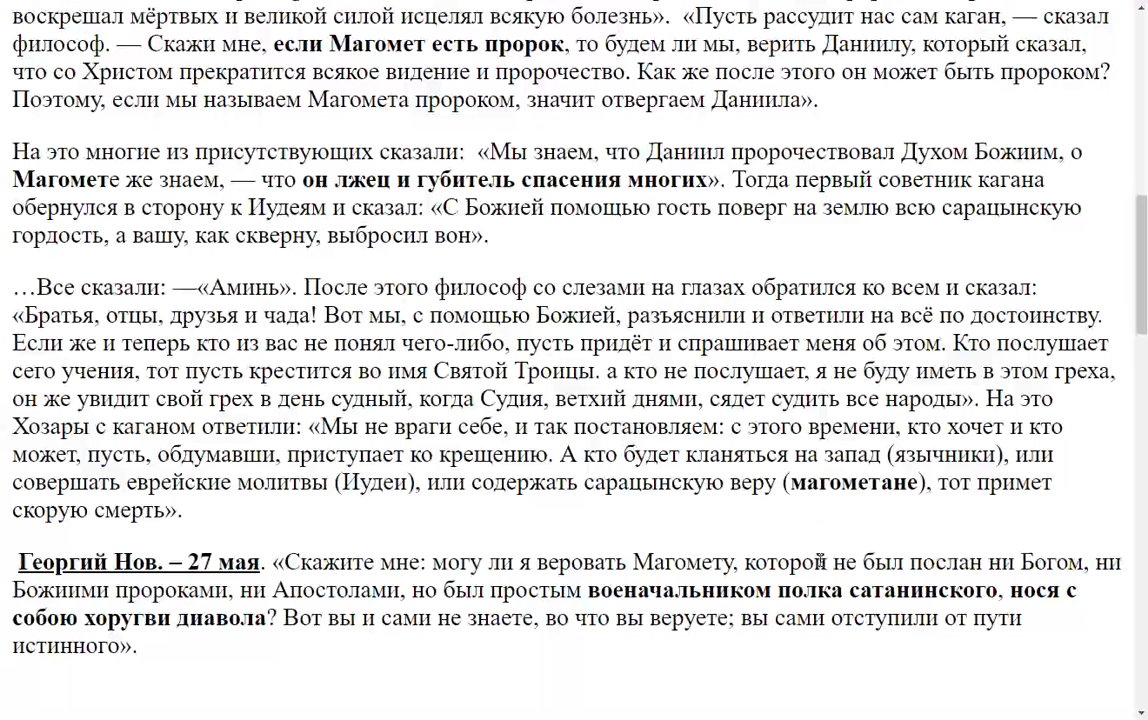 воскрешал мёртвых и великой силой исцелял всякую болезнь».  «Пусть рассудит нас сам каган, — сказал
философ. — Скажи мне, если Магомет есть пророк, то будем ли мы, верить Даниилу, который сказал,
что со Христом прекратится всякое видение и пророчество. Как же после этого он может быть пророком?
Поэтому, если мы называем Магомета пророком, значит отвергаем Даниила».
На это многие из присутствующих сказали:  «Мы знаем, что Даниил пророчествовал Духом Божиим, о
Магомете же знаем, — что он лжец и губитель спасения многих». Тогда первый советник кагана
обернулся в сторону к Иудеям и сказал: «С Божией помощью гость поверг на землю всю сарацынскую
гордость, а вашу, как скверну, выбросил вон».
…Все сказали: —«Аминь». После этого философ со слезами на глазах обратился ко всем и сказал:
«Братья, отцы, друзья и чада! Вот мы, с помощью Божией, разъяснили и ответили на всё по достоинству.
Если же и теперь кто из вас не понял чего-либо, пусть придёт и спрашивает меня об этом. Кто послушает
сего учения, тот пусть крестится во имя Святой Троицы. а кто не послушает, я не буду иметь в этом греха,
он же увидит свой грех в день судный, когда Судия, ветхий днями, сядет судить все народы». На это
Хозары с каганом ответили: «Мы не враги себе, и так постановляем: с этого времени, кто хочет и кто
может, пусть, обдумавши, приступает ко крещению. А кто будет кланяться на запад (язычники), или
совершать еврейские молитвы (Иудеи), или содержать сарацынскую веру (магометане), тот примет
скорую смерть».
Георгий Нов. – 27 мая. «Скажите мне: могу ли я веровать Магомету, которой не был послан ни Богом, ни
Божиими пророками, ни Апостолами, но был простым военачальником полка сатанинского, нося с
собою хоругви диавола? Вот вы и сами не знаете, во что вы веруете; вы сами отступили от пути
истинного».